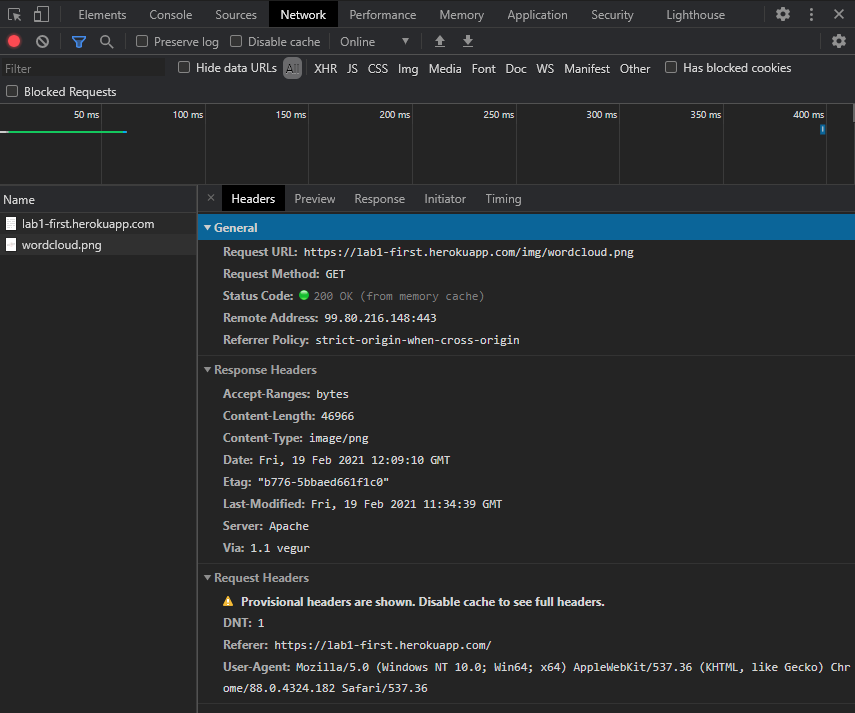 Elements Console Sources Network Performance Memory Application Security Lighthouse
Preserve log Disable cache Online
Filter Hide data URLs All XHR JS CSS Img Media Font Doc WS Manifest Other Has blocked cookies
Blocked Requests
50 ms 100 ms 150 ms 200 ms 250 ms 300 ms 350 ms 400 ms
Name
lab1-first.herokuapp.com
wordcloud.png
× Headers Preview Response Initiator Timing
General
Request URL: https://lab1-first.herokuapp.com/img/wordcloud.png
Request Method: GET
Status Code: 200 OK (from memory cache)
Remote Address: 99.80.216.148:443
Referrer Policy: strict-origin-when-cross-origin
Response Headers
Accept-Ranges: bytes
Content-Length: 46966
Content-Type: image/png
Date: Fri, 19 Feb 2021 12:09:10 GMT
Etag: "b776-5bbaed661f1c0"
Last-Modified: Fri, 19 Feb 2021 11:34:39 GMT
Server: Apache
Via: 1.1 vegur
Request Headers
Provisional headers are shown. Disable cache to see full headers.
DNT: 1
Referer: https://lab1-first.herokuapp.com/
User-Agent: Mozilla/5.0 (Windows NT 10.0; Win64; x64) AppleWebKit/537.36 (KHTML, like Gecko) Chr
ome/88.0.4324.182 Safari/537.36